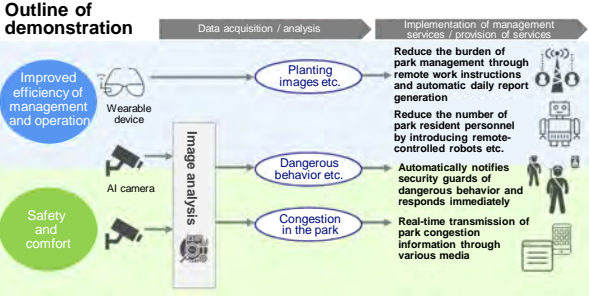 Outline of
demonstration
Data acquisition / analysis
Implementation of management
services / provision of services
Improved
efficiency of
management
and operation
Wearable
device
Planting
images etc.
Reduce the burden of
park management through
remote work instructions
and automatic daily report
generation
Reduce the number of
park resident personnel
by introducing remote-
controlled robots etc.
Image analysis
AI camera
Dangerous
behavior etc.
Automatically notifies
security guards of
dangerous behavior and
responds immediately
Safety
and
comfort
Congestion
in the park
Real-time transmission of
park congestion
information through
various media